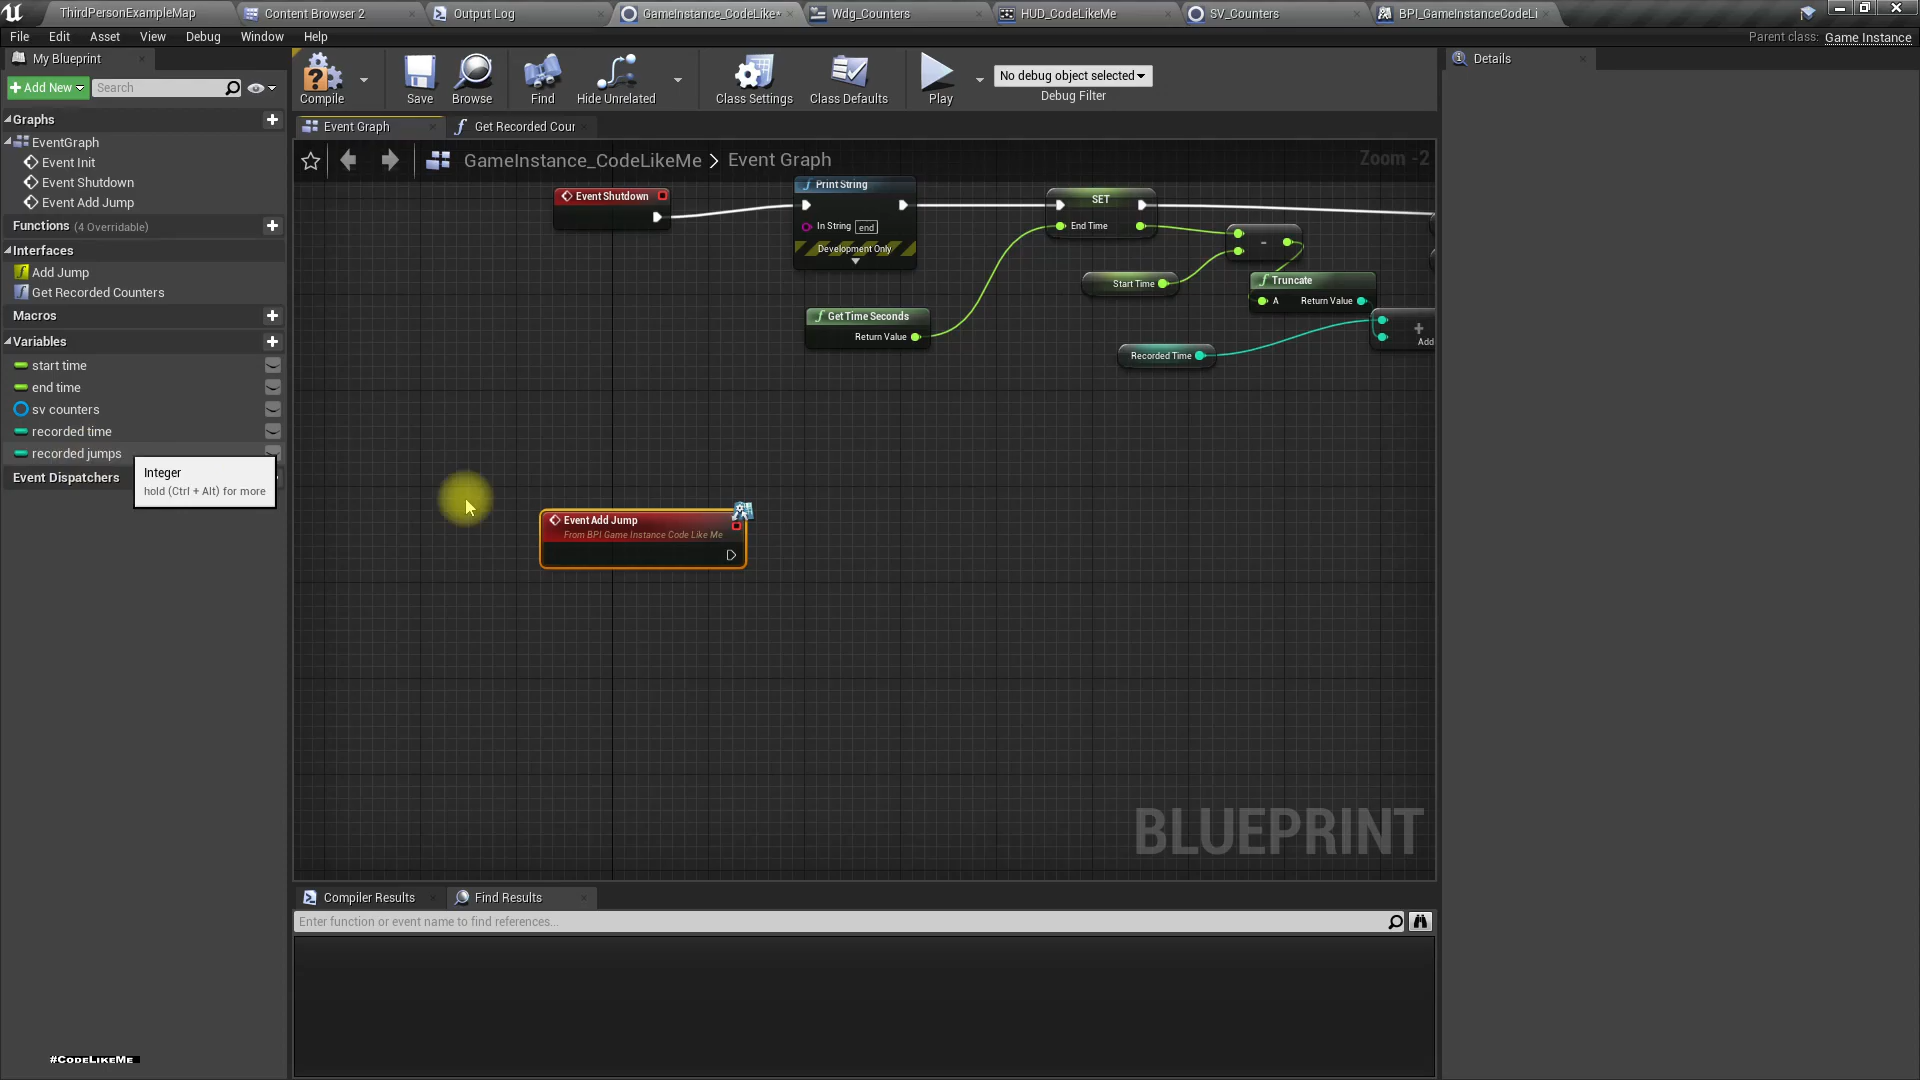 ThirdPersonExampleMap
Content Browser 2
Output Log
GameInstance_CodeLike*
Wdg_Counters
HUD_CodeLikeMe
SV_Counters
BPI_GameInstanceCodeLi
File Edit Asset View Debug Window Help
Parent class: Game Instance
My Blueprint
Add New
Search
Graphs
EventGraph
Event Init
Event Shutdown
Event Add Jump
Functions (4 Overridable)
Interfaces
Add Jump
Get Recorded Counters
Macros
Variables
start time
end time
sv counters
recorded time
recorded jumps
Event Dispatchers
Integer
hold (Ctrl + Alt) for more
#CodeLikeMe
Compile
Save
Browse
Find
Hide Unrelated
Class Settings
Class Defaults
Play
No debug object selected
Debug Filter
Event Graph
Get Recorded Cour
GameInstance_CodeLikeMe > Event Graph
Zoom -2
Event Shutdown
Print String
In String end
Development Only
SET
End Time
-
Start Time
Truncate
A Return Value
Get Time Seconds
Return Value
Recorded Time
+
Add
Event Add Jump
From BPI Game Instance Code Like Me
BLUEPRINT
Compiler Results
Find Results
Enter function or event name to find references...
Details